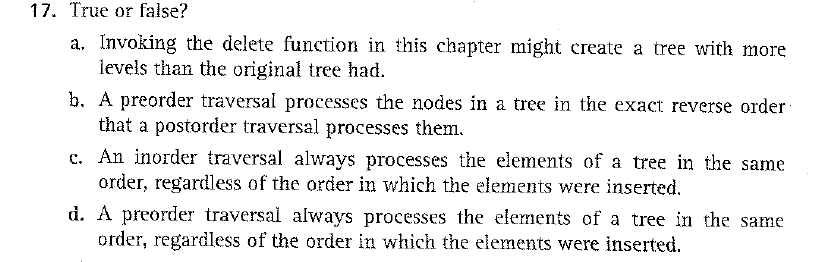 17. True or false?
a. Invoking the delete function in this chapter might create a tree with more
levels than the original tree had.
b. A preorder traversal processes the nodes in a tree in the exact reverse order
that a postorder traversal processes them.
c. An inorder traversal always processes the elements of a tree in the same
order, regardless of the order in which the elements were inserted.
d. A preorder traversal always processes the elements of a tree in the same
order, regardless of the order in which the elements were inserted.